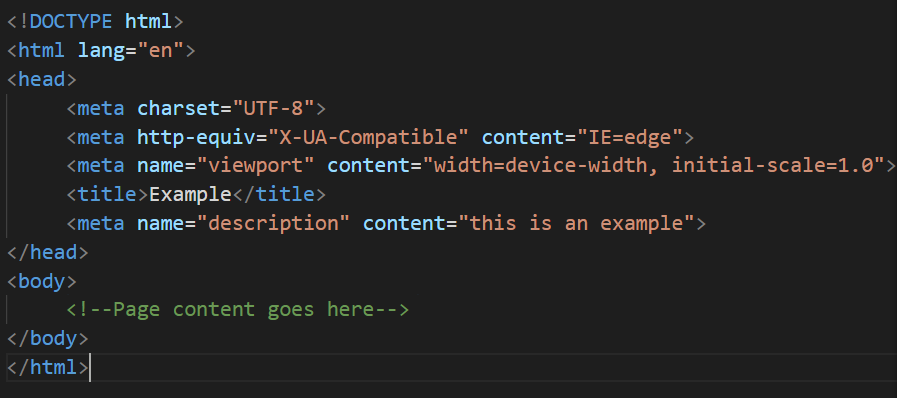 <!DOCTYPE html>
<html lang="en">
<head>
<meta charset="UTF-8">
<meta http-equiv="X-UA-Compatible" content="IE=edge">
<meta name="viewport" content="width=device-width, initial-scale=1.0">
<title>Example</title>
<meta name="description" content="this is an example">
</head>
<body>
<!--Page content goes here-->
</body>
</html>